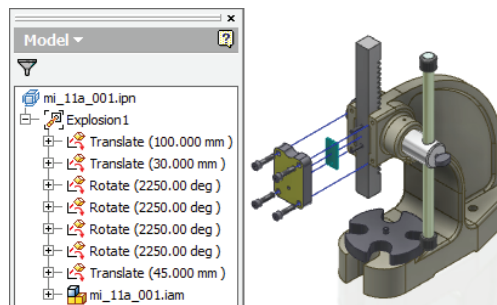 Model
mi_11a_001.ipn
Explosion1
Translate (100.000 mm )
Translate (30.000 mm )
Rotate (2250.00 deg )
Rotate (2250.00 deg )
Rotate (2250.00 deg )
Rotate (2250.00 deg )
Translate (45.000 mm )
mi_11a_001.iam